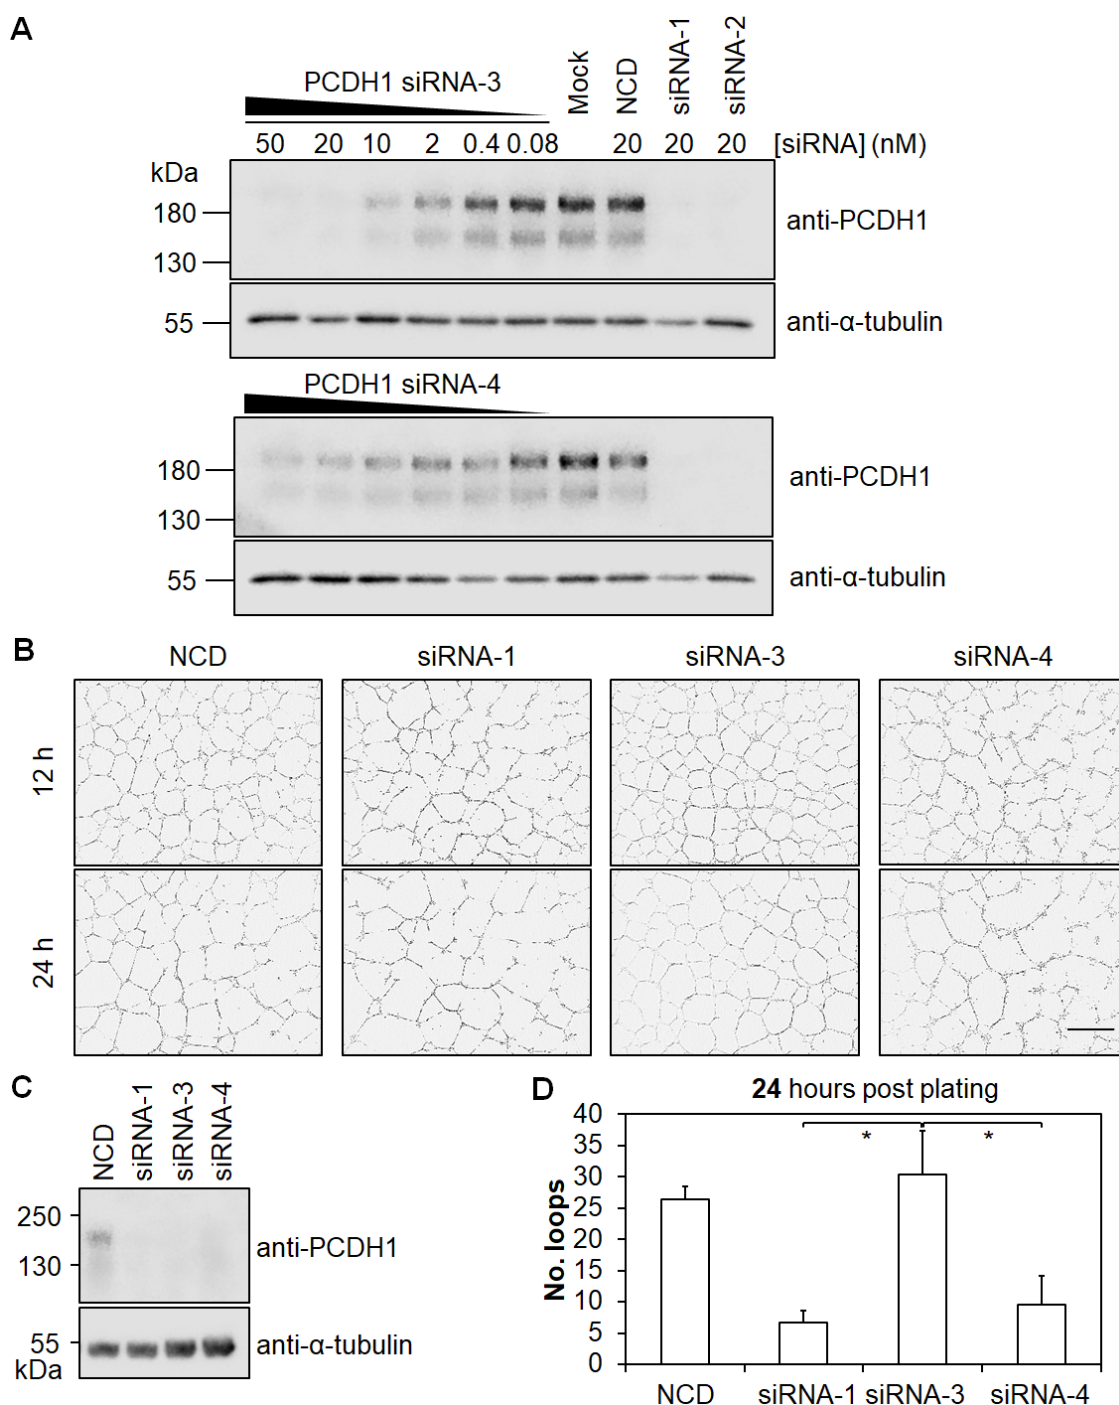 A
PCDH1 siRNA-3
Mock
NCD
siRNA-1
siRNA-2
50 20 10 2 0.4 0.08 20 20 20 [siRNA] (nM)
kDa
180
130
anti-PCDH1
55
anti-α-tubulin
PCDH1 siRNA-4
180
130
anti-PCDH1
55
anti-α-tubulin
B
NCD siRNA-1 siRNA-3 siRNA-4
12 h
24 h
C
NCD
siRNA-1
siRNA-3
siRNA-4
250
130
anti-PCDH1
55
kDa
anti-α-tubulin
D
24 hours post plating
No. loops
40
35
30
25
20
15
10
5
0
* *
NCD siRNA-1 siRNA-3 siRNA-4